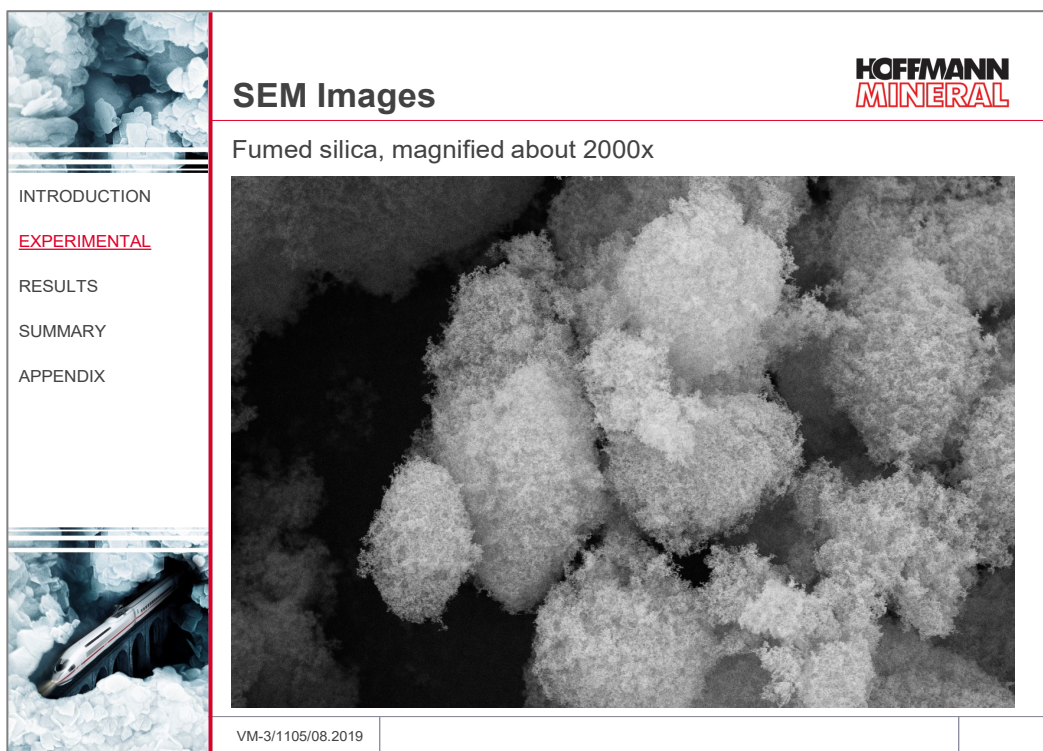 SEM Images
HOFFMANN
MINERAL
Fumed silica, magnified about 2000x
INTRODUCTION
EXPERIMENTAL
RESULTS
SUMMARY
APPENDIX
VM-3/1105/08.2019